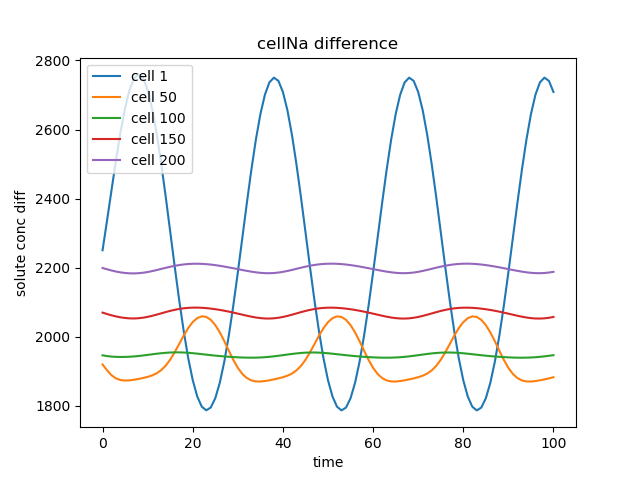 cellNa difference
2800
2600
2400
2200
2000
1800
solute conc diff
cell 1
cell 50
cell 100
cell 150
cell 200
0 20 40 60 80 100
time